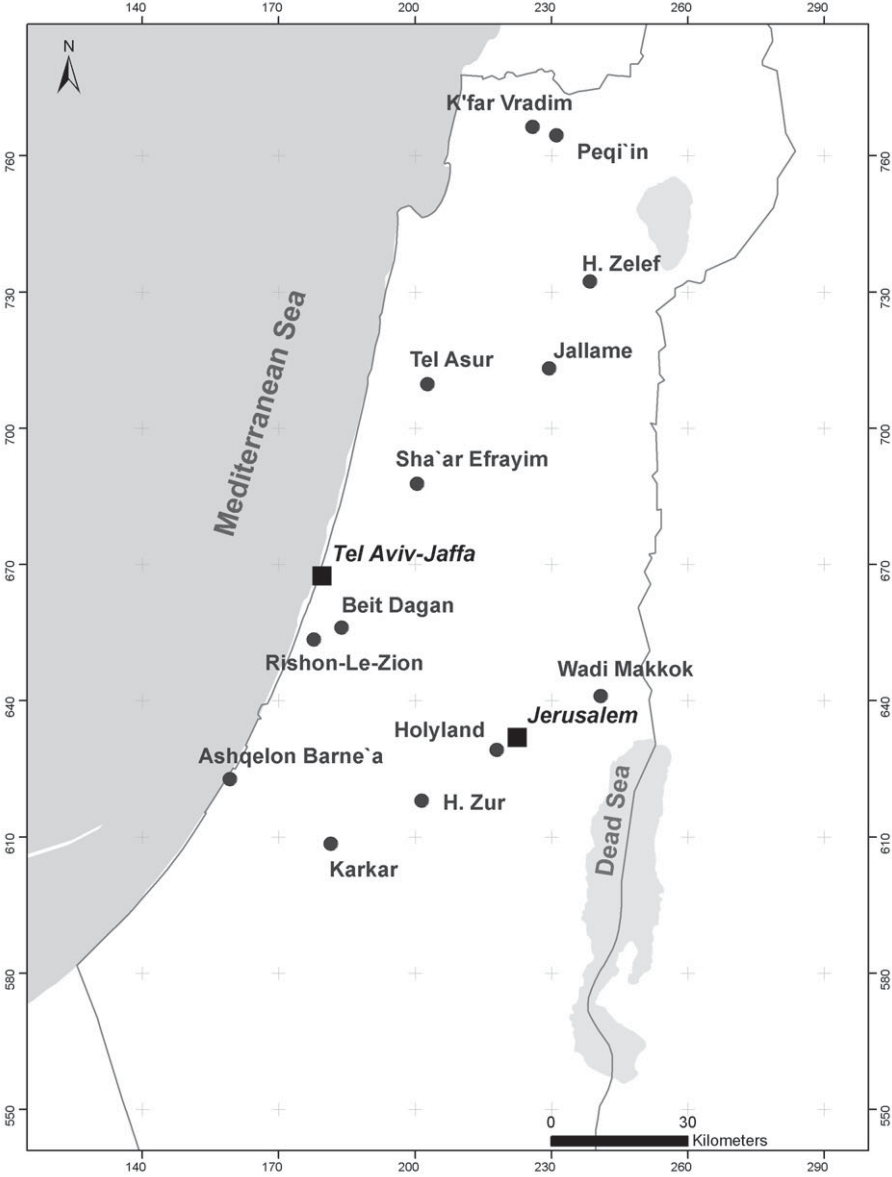 140 170 200 230 260 290
N
K'far Vradim
Peqi`in
760 760
H. Zelef
730 730
Mediterranean Sea
Jallame
Tel Asur
700 700
Sha`ar Efrayim
Tel Aviv-Jaffa
670 670
Beit Dagan
Rishon-Le-Zion
Wadi Makkok
640 640
Jerusalem
Holyland
Ashqelon Barne`a
H. Zur
Dead Sea
610 610
Karkar
580 580
550 550
0 30
Kilometers
140 170 200 230 260 290